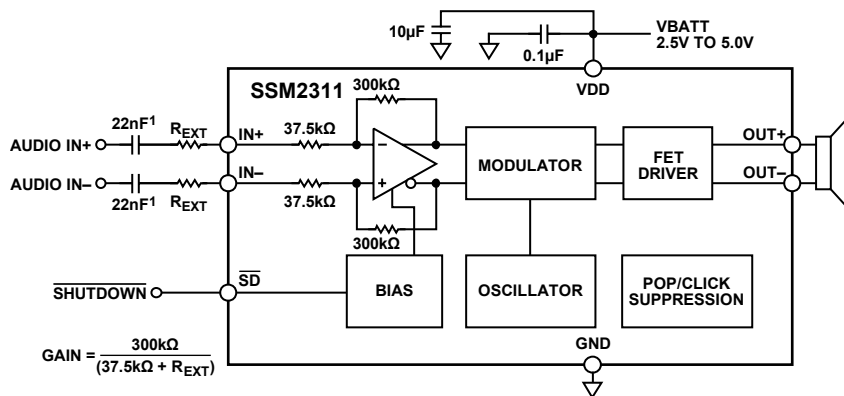 10µF
VBATT
2.5V TO 5.0V
0.1µF
VDD
SSM2311
300kΩ
22nF1
REXT
IN+
37.5kΩ
AUDIO IN+
−
MODULATOR
FET
DRIVER
OUT+
AUDIO IN−
IN−
+
OUT−
22nF1
REXT
37.5kΩ
300kΩ
SHUTDOWN
SD
BIAS
OSCILLATOR
POP/CLICK
SUPPRESSION
GAIN = 300kΩ
(37.5kΩ + REXT)
GND